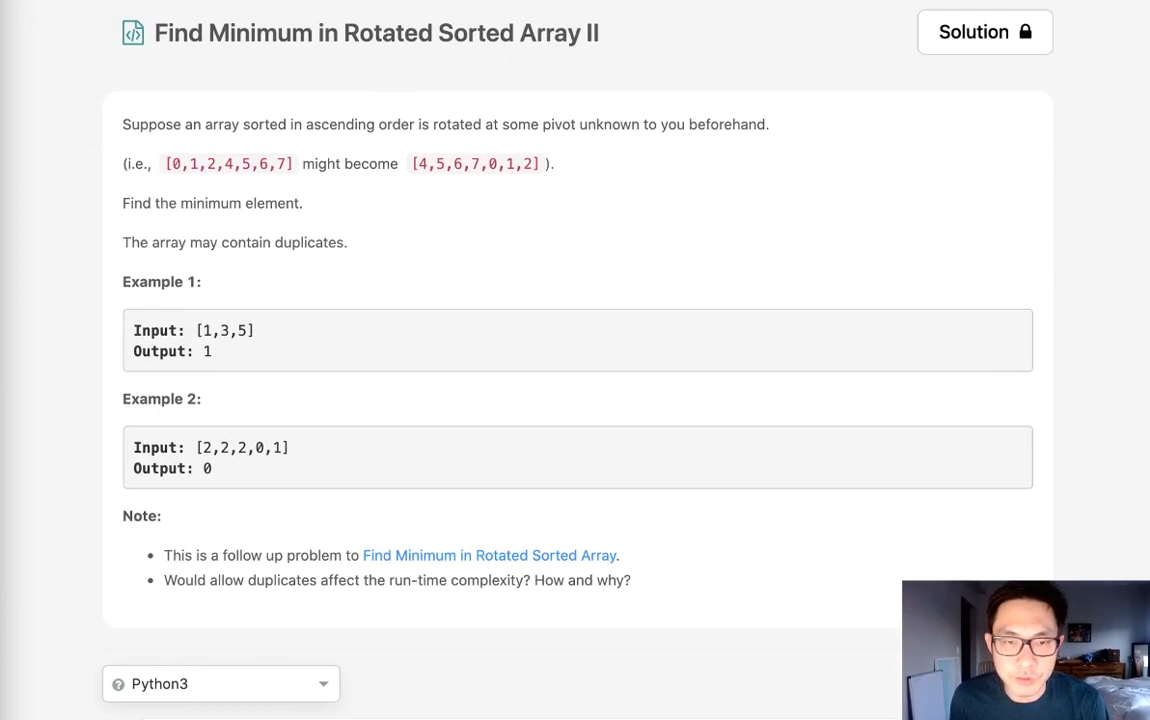 Find Minimum in Rotated Sorted Array II
Solution
Suppose an array sorted in ascending order is rotated at some pivot unknown to you beforehand.
(i.e., [0,1,2,4,5,6,7] might become [4,5,6,7,0,1,2] ).
Find the minimum element.
The array may contain duplicates.
Example 1:
Input: [1,3,5]
Output: 1
Example 2:
Input: [2,2,2,0,1]
Output: 0
Note:
• This is a follow up problem to Find Minimum in Rotated Sorted Array.
• Would allow duplicates affect the run-time complexity? How and why?
Python3